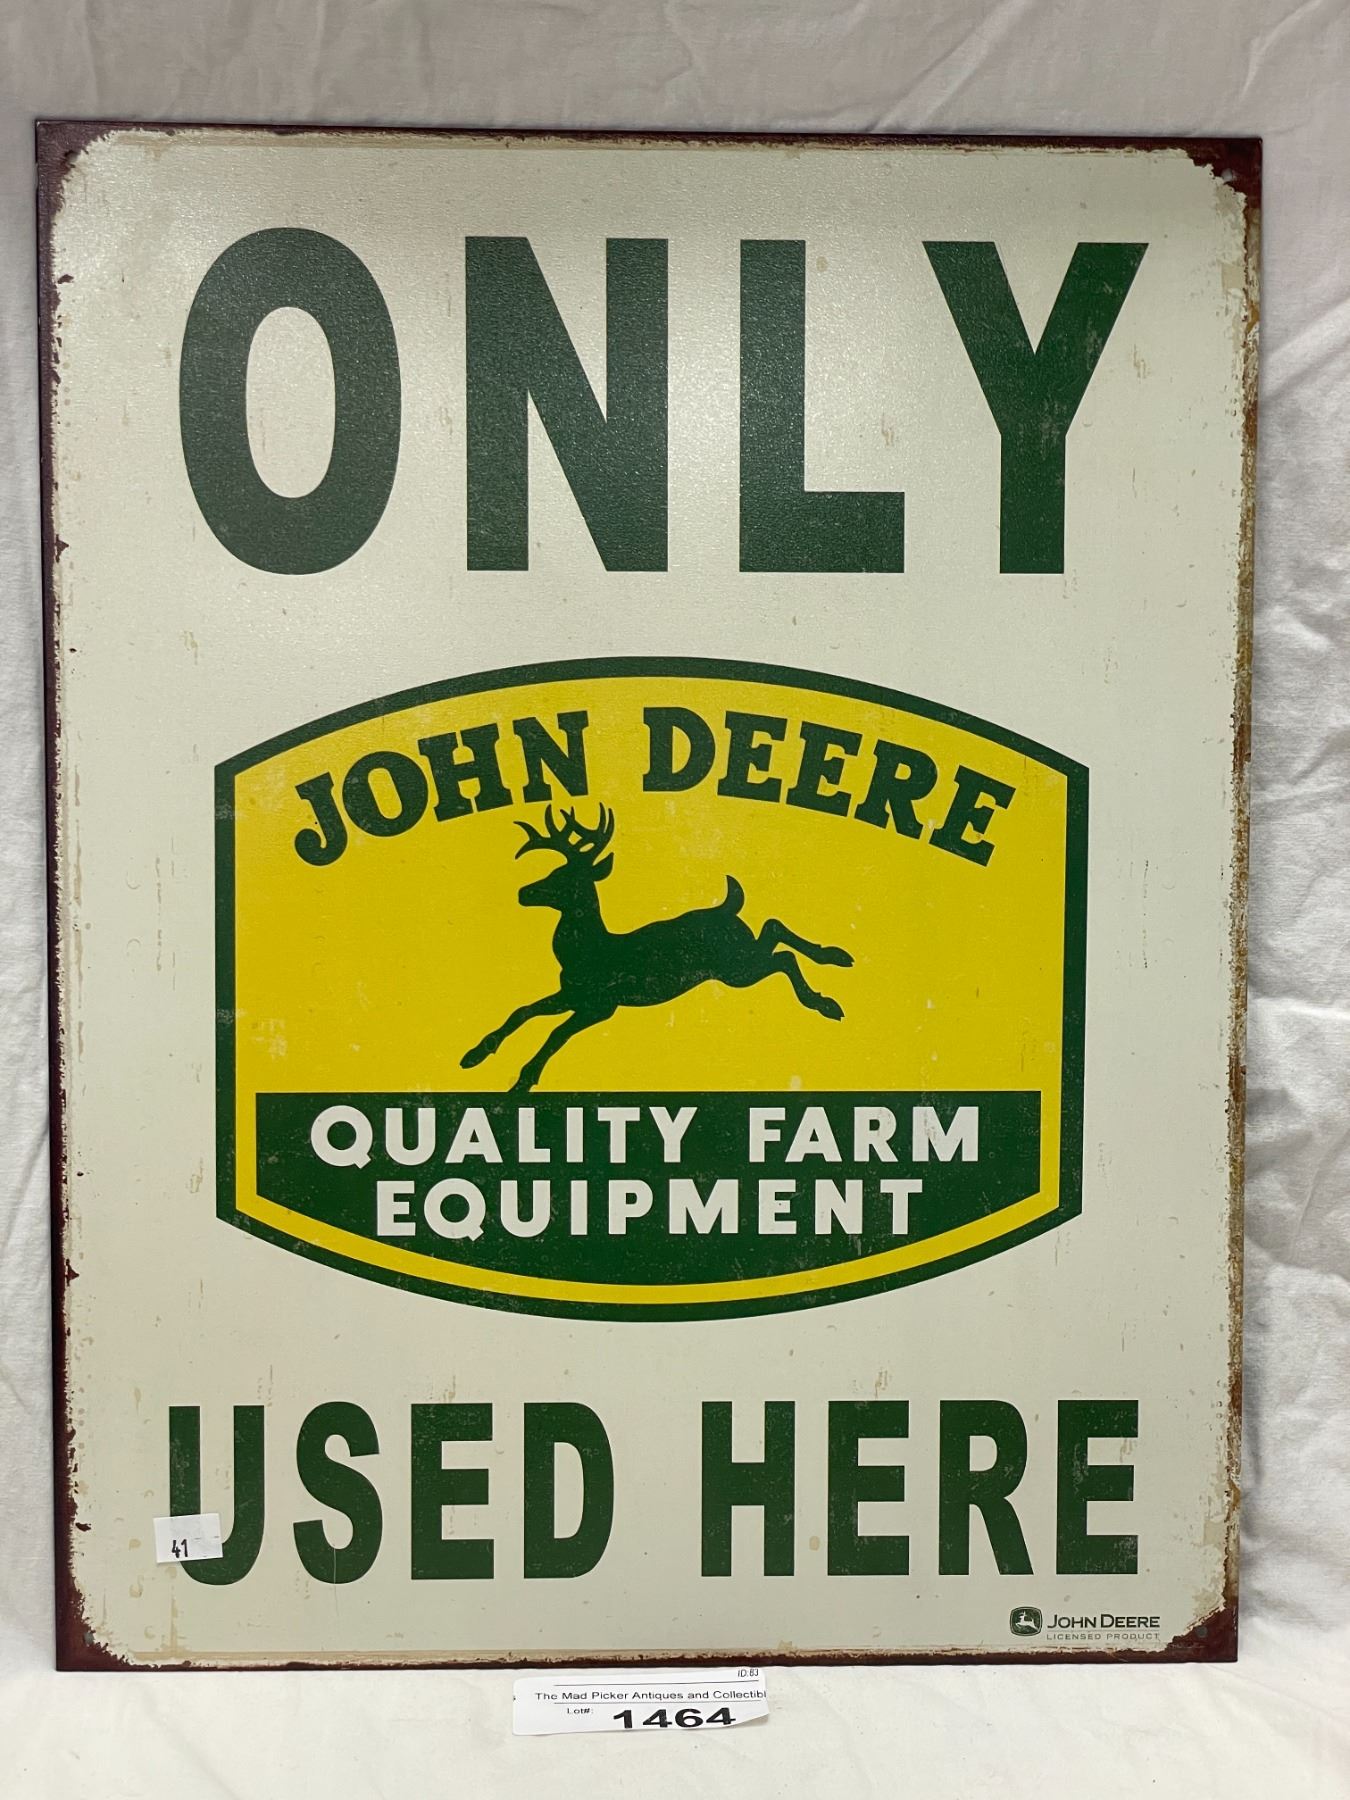 ONLY
JOHN DEERE
QUALITY FARM
EQUIPMENT
USED HERE
41
JOHN DEERE
LICENSED PRODUCT
ID:83
The Mad Picker Antiques and Collectibl
Lot#: 1464